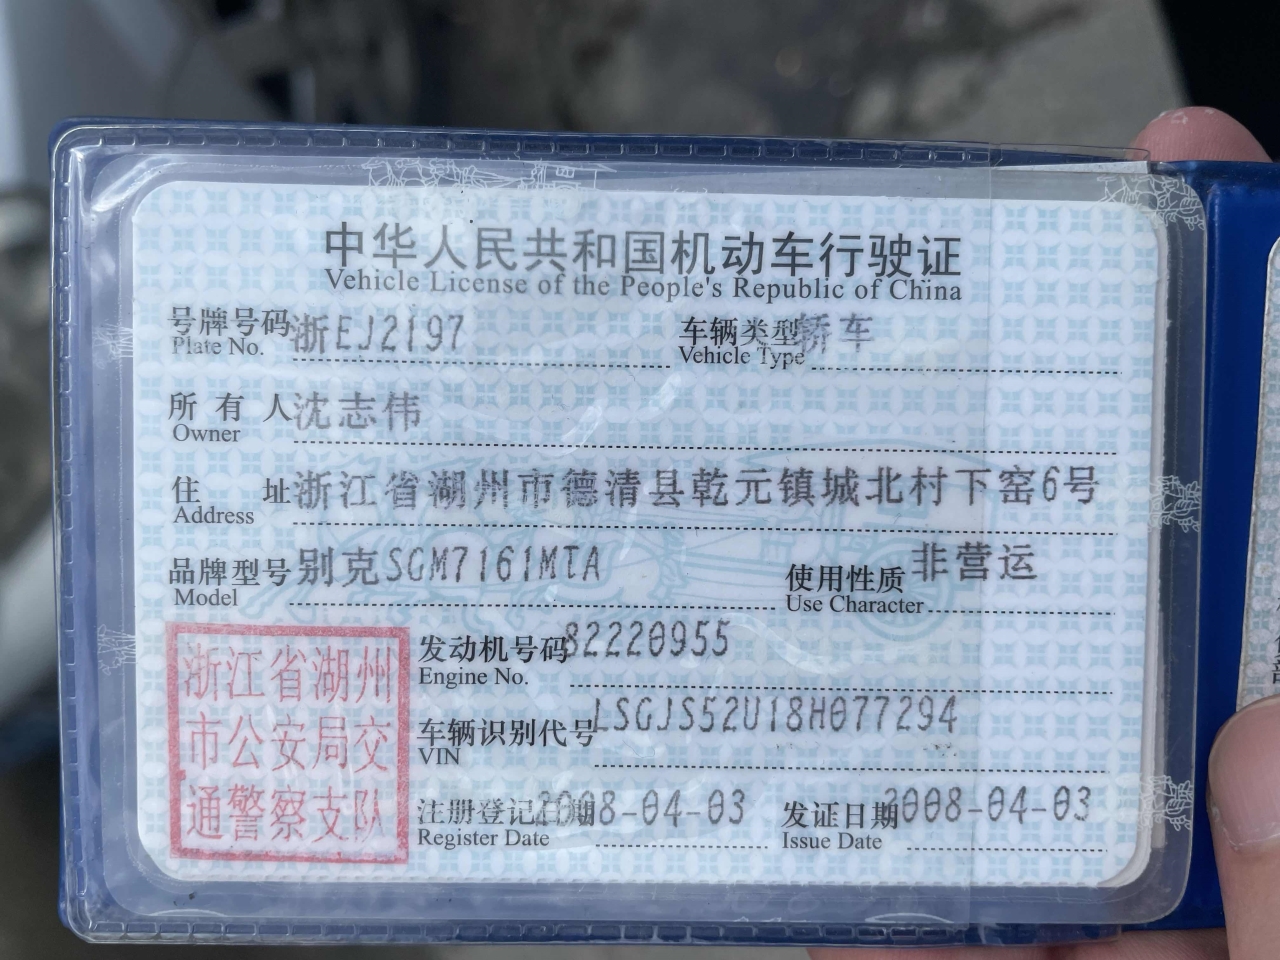 中华人民共和国机动车行驶证
Vehicle License of the People's Republic of China
号牌号码 浙EJ2197 车辆类型 轿车
Plate No. Vehicle Type
所有人 沈志伟
Owner
住址 浙江省湖州市德清县乾元镇城北村下窑6号
Address
品牌型号 别克SGM7161MTA 使用性质 非营运
Model Use Character
浙江省湖州
市公安局交
通警察支队
发动机号码 82220955
Engine No.
车辆识别代号 LSGJS52U18H077294
VIN
注册登记日期 2008-04-03 发证日期 2008-04-03
Register Date Issue Date